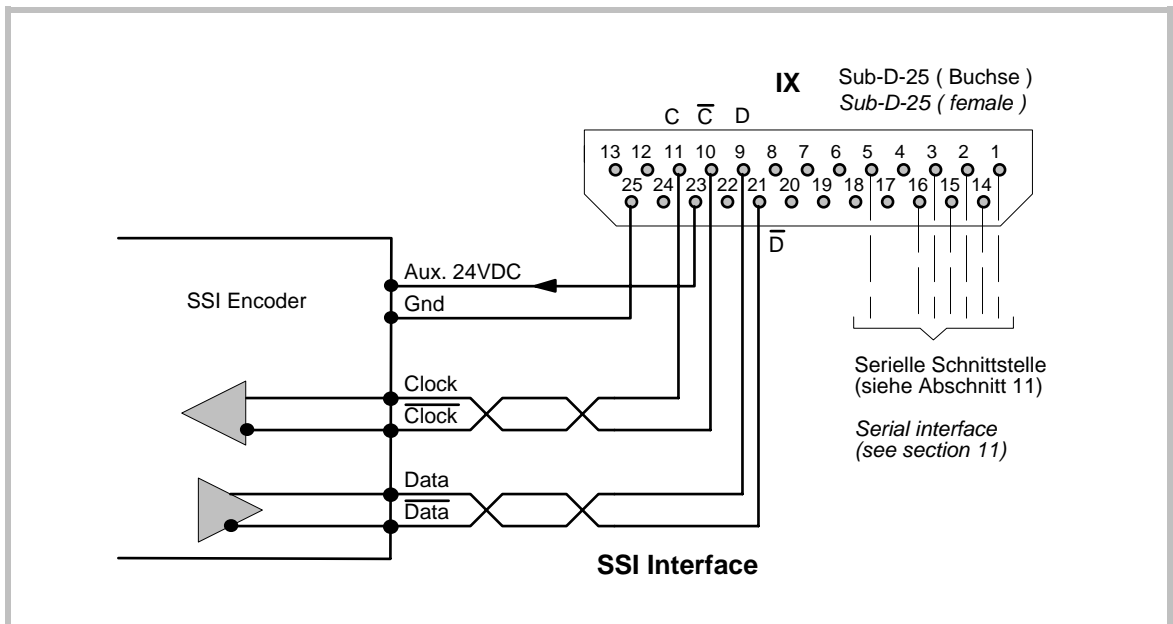 IX Sub-D-25 ( Buchse )
Sub-D-25 ( female )
C C̅ D
13 12 11 10 9 8 7 6 5 4 3 2 1
25 24 23 22 21 20 19 18 17 16 15 14
D̅
Aux. 24VDC
SSI Encoder
Gnd
Serielle Schnittstelle
(siehe Abschnitt 11)
Clock
C̅l̅o̅c̅k̅
Serial interface
(see section 11)
Data
D̅a̅t̅a̅
SSI Interface